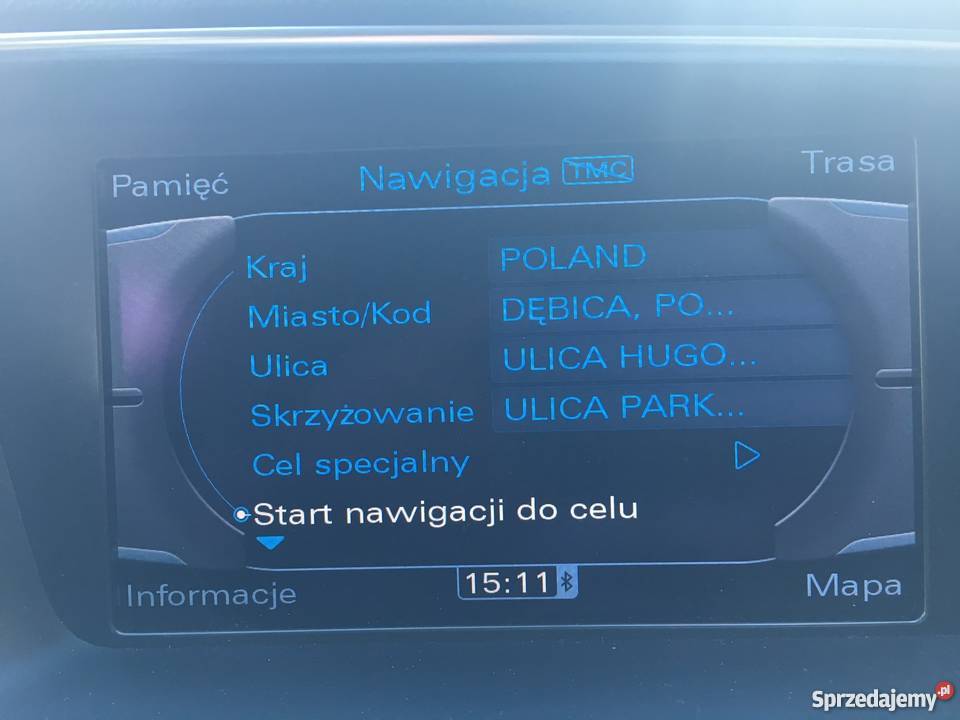 Pamięć Nawigacja TMC Trasa
Kraj POLAND
Miasto/Kod DĘBICA, PO...
Ulica ULICA HUGO...
Skrzyżowanie ULICA PARK...
Cel specjalny
Start nawigacji do celu
Informacje 15:11 Mapa
Sprzedajemy.pl